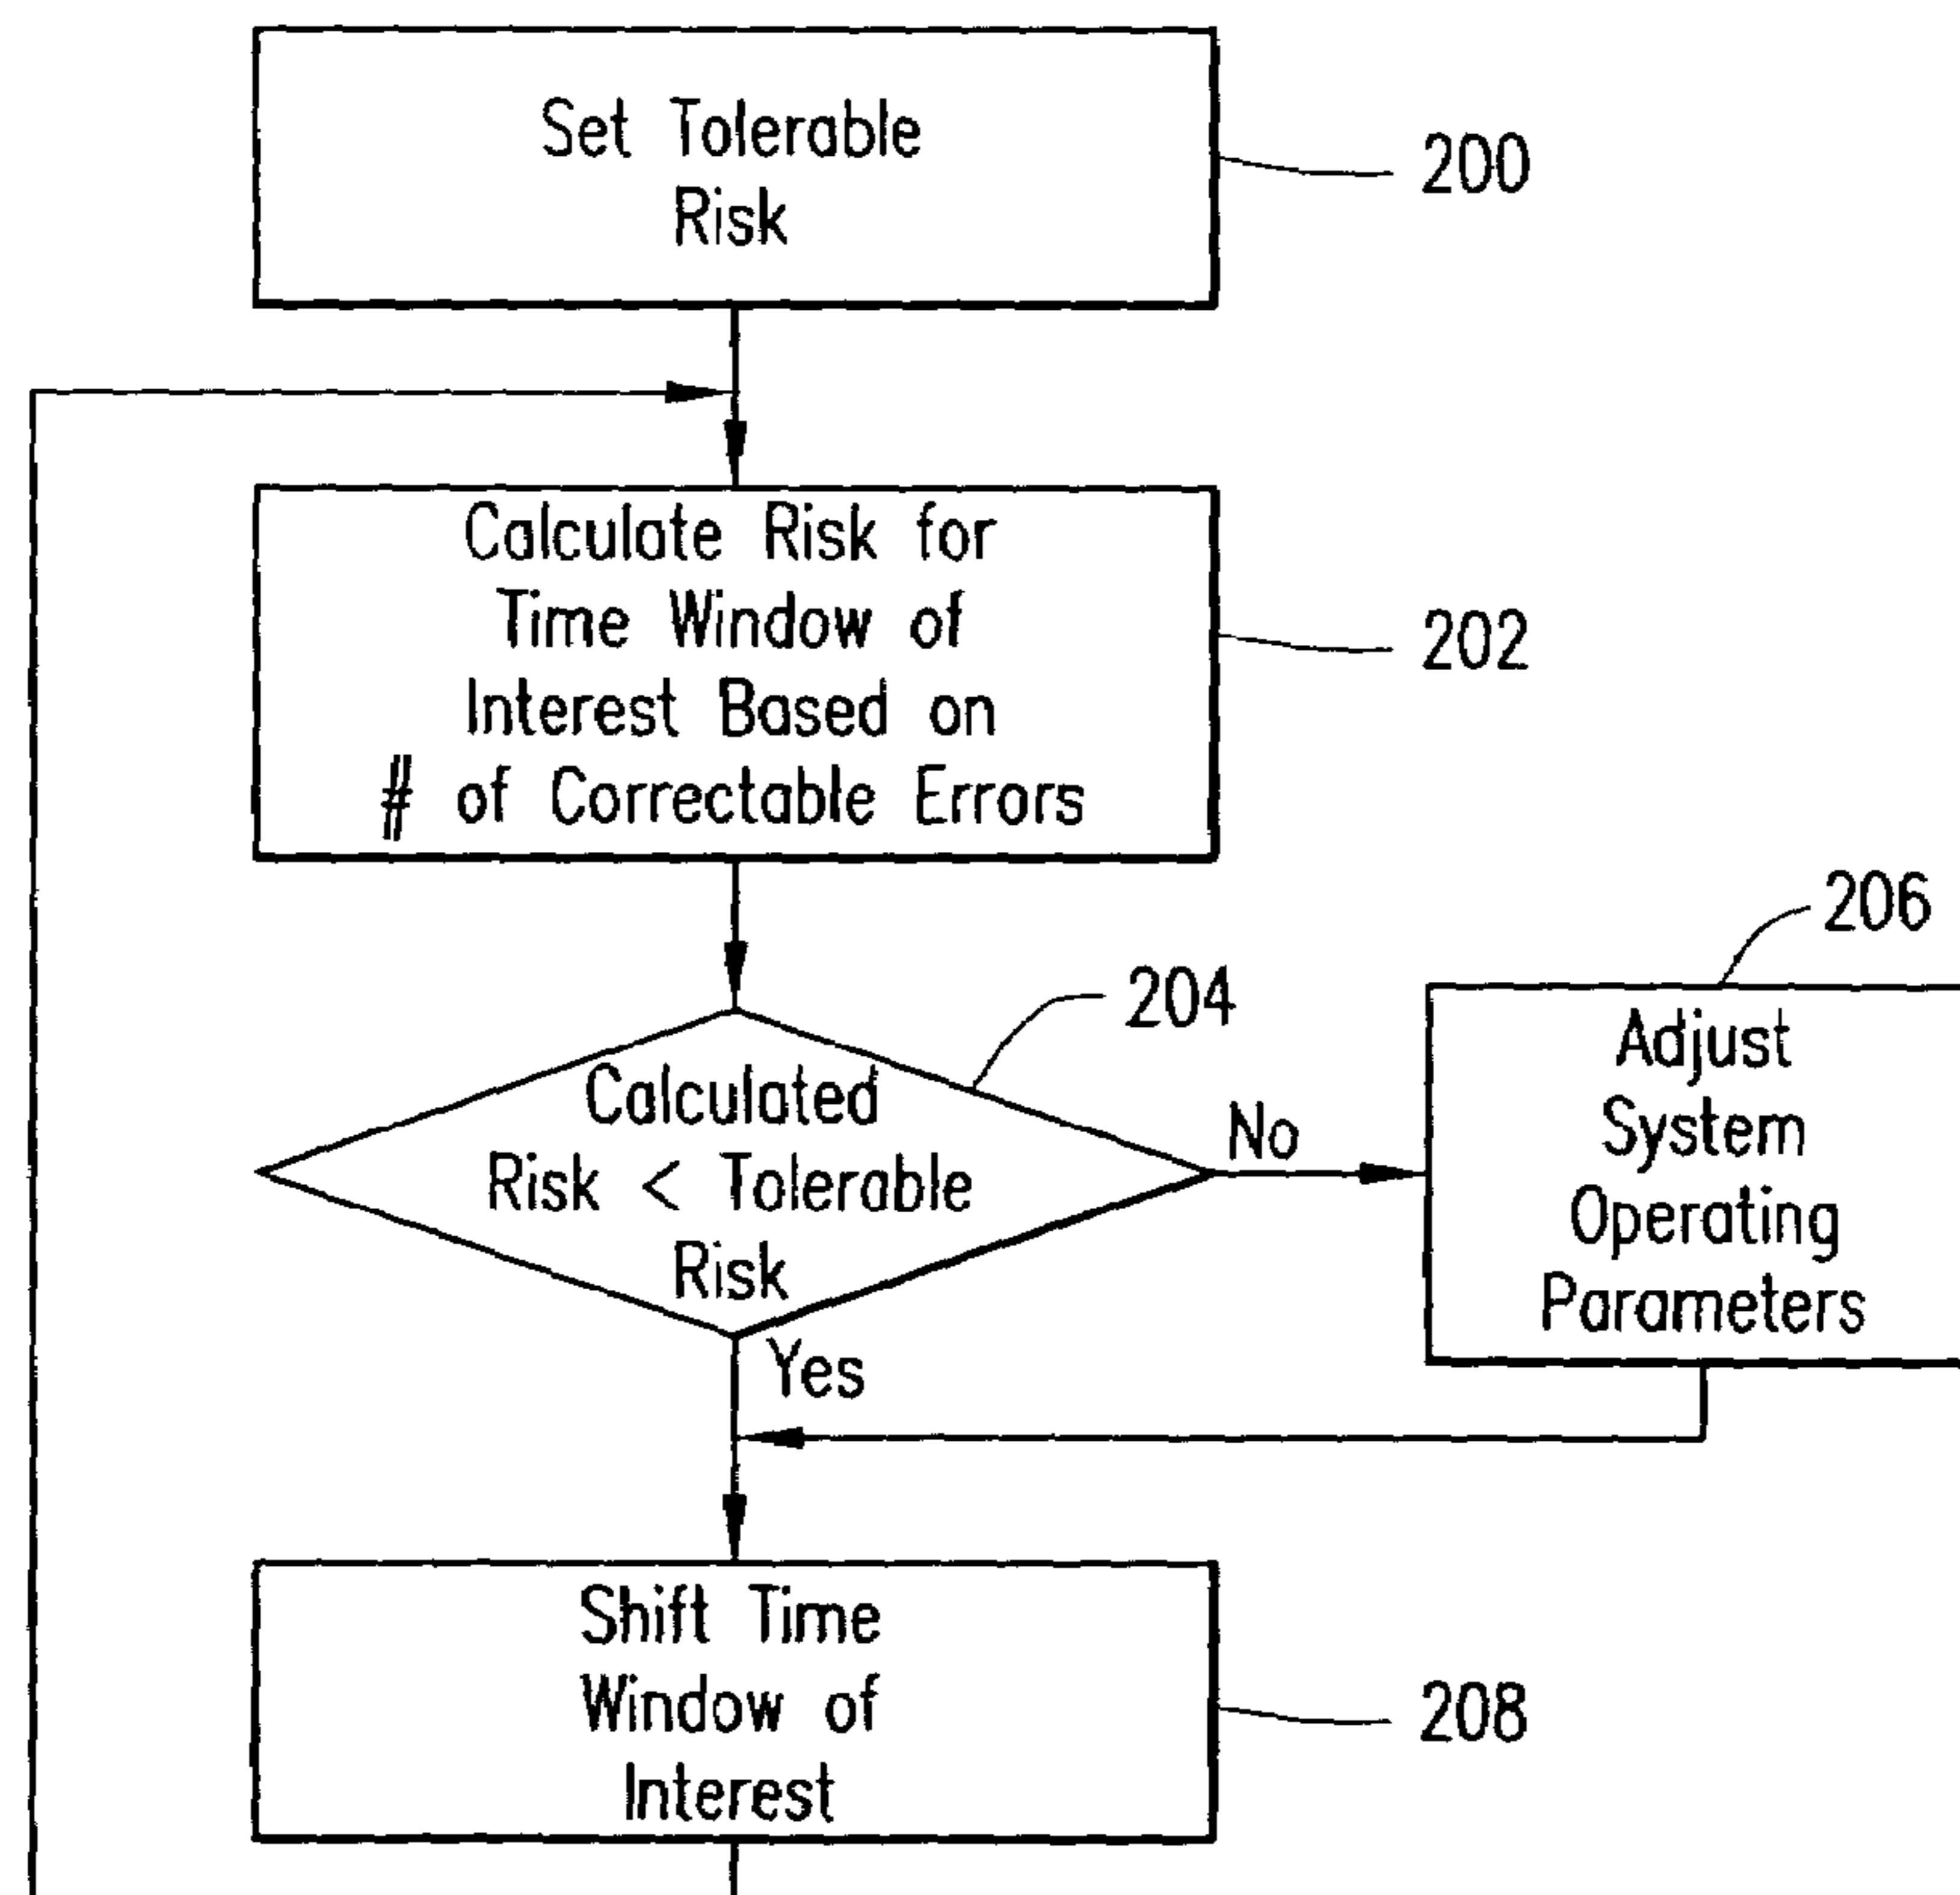 Set Tolerable
Risk
200
Calculate Risk for
Time Window of
Interest Based on
# of Correctable Errors
202
206
204
Calculated
Risk < Tolerable
Risk
No
Adjust
System
Operating
Parameters
Yes
Shift Time
Window of
Interest
208